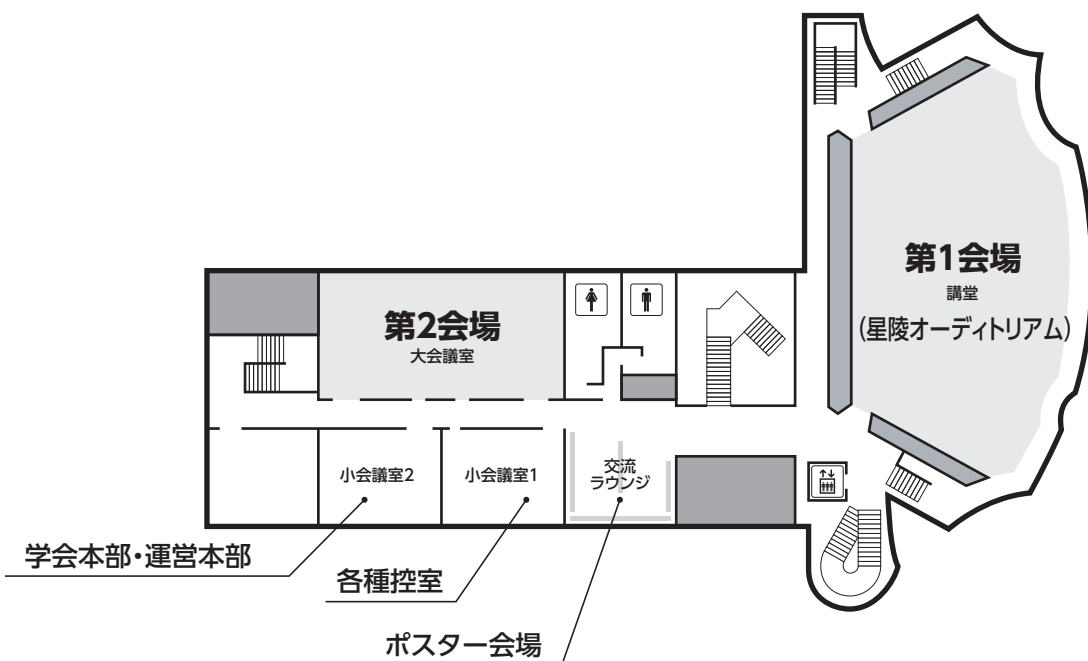 第1会場
講堂
(星陵オーディトリアム)
第2会場
大会議室
小会議室2
小会議室1
交流
ラウンジ
学会本部・運営本部
各種控室
ポスター会場